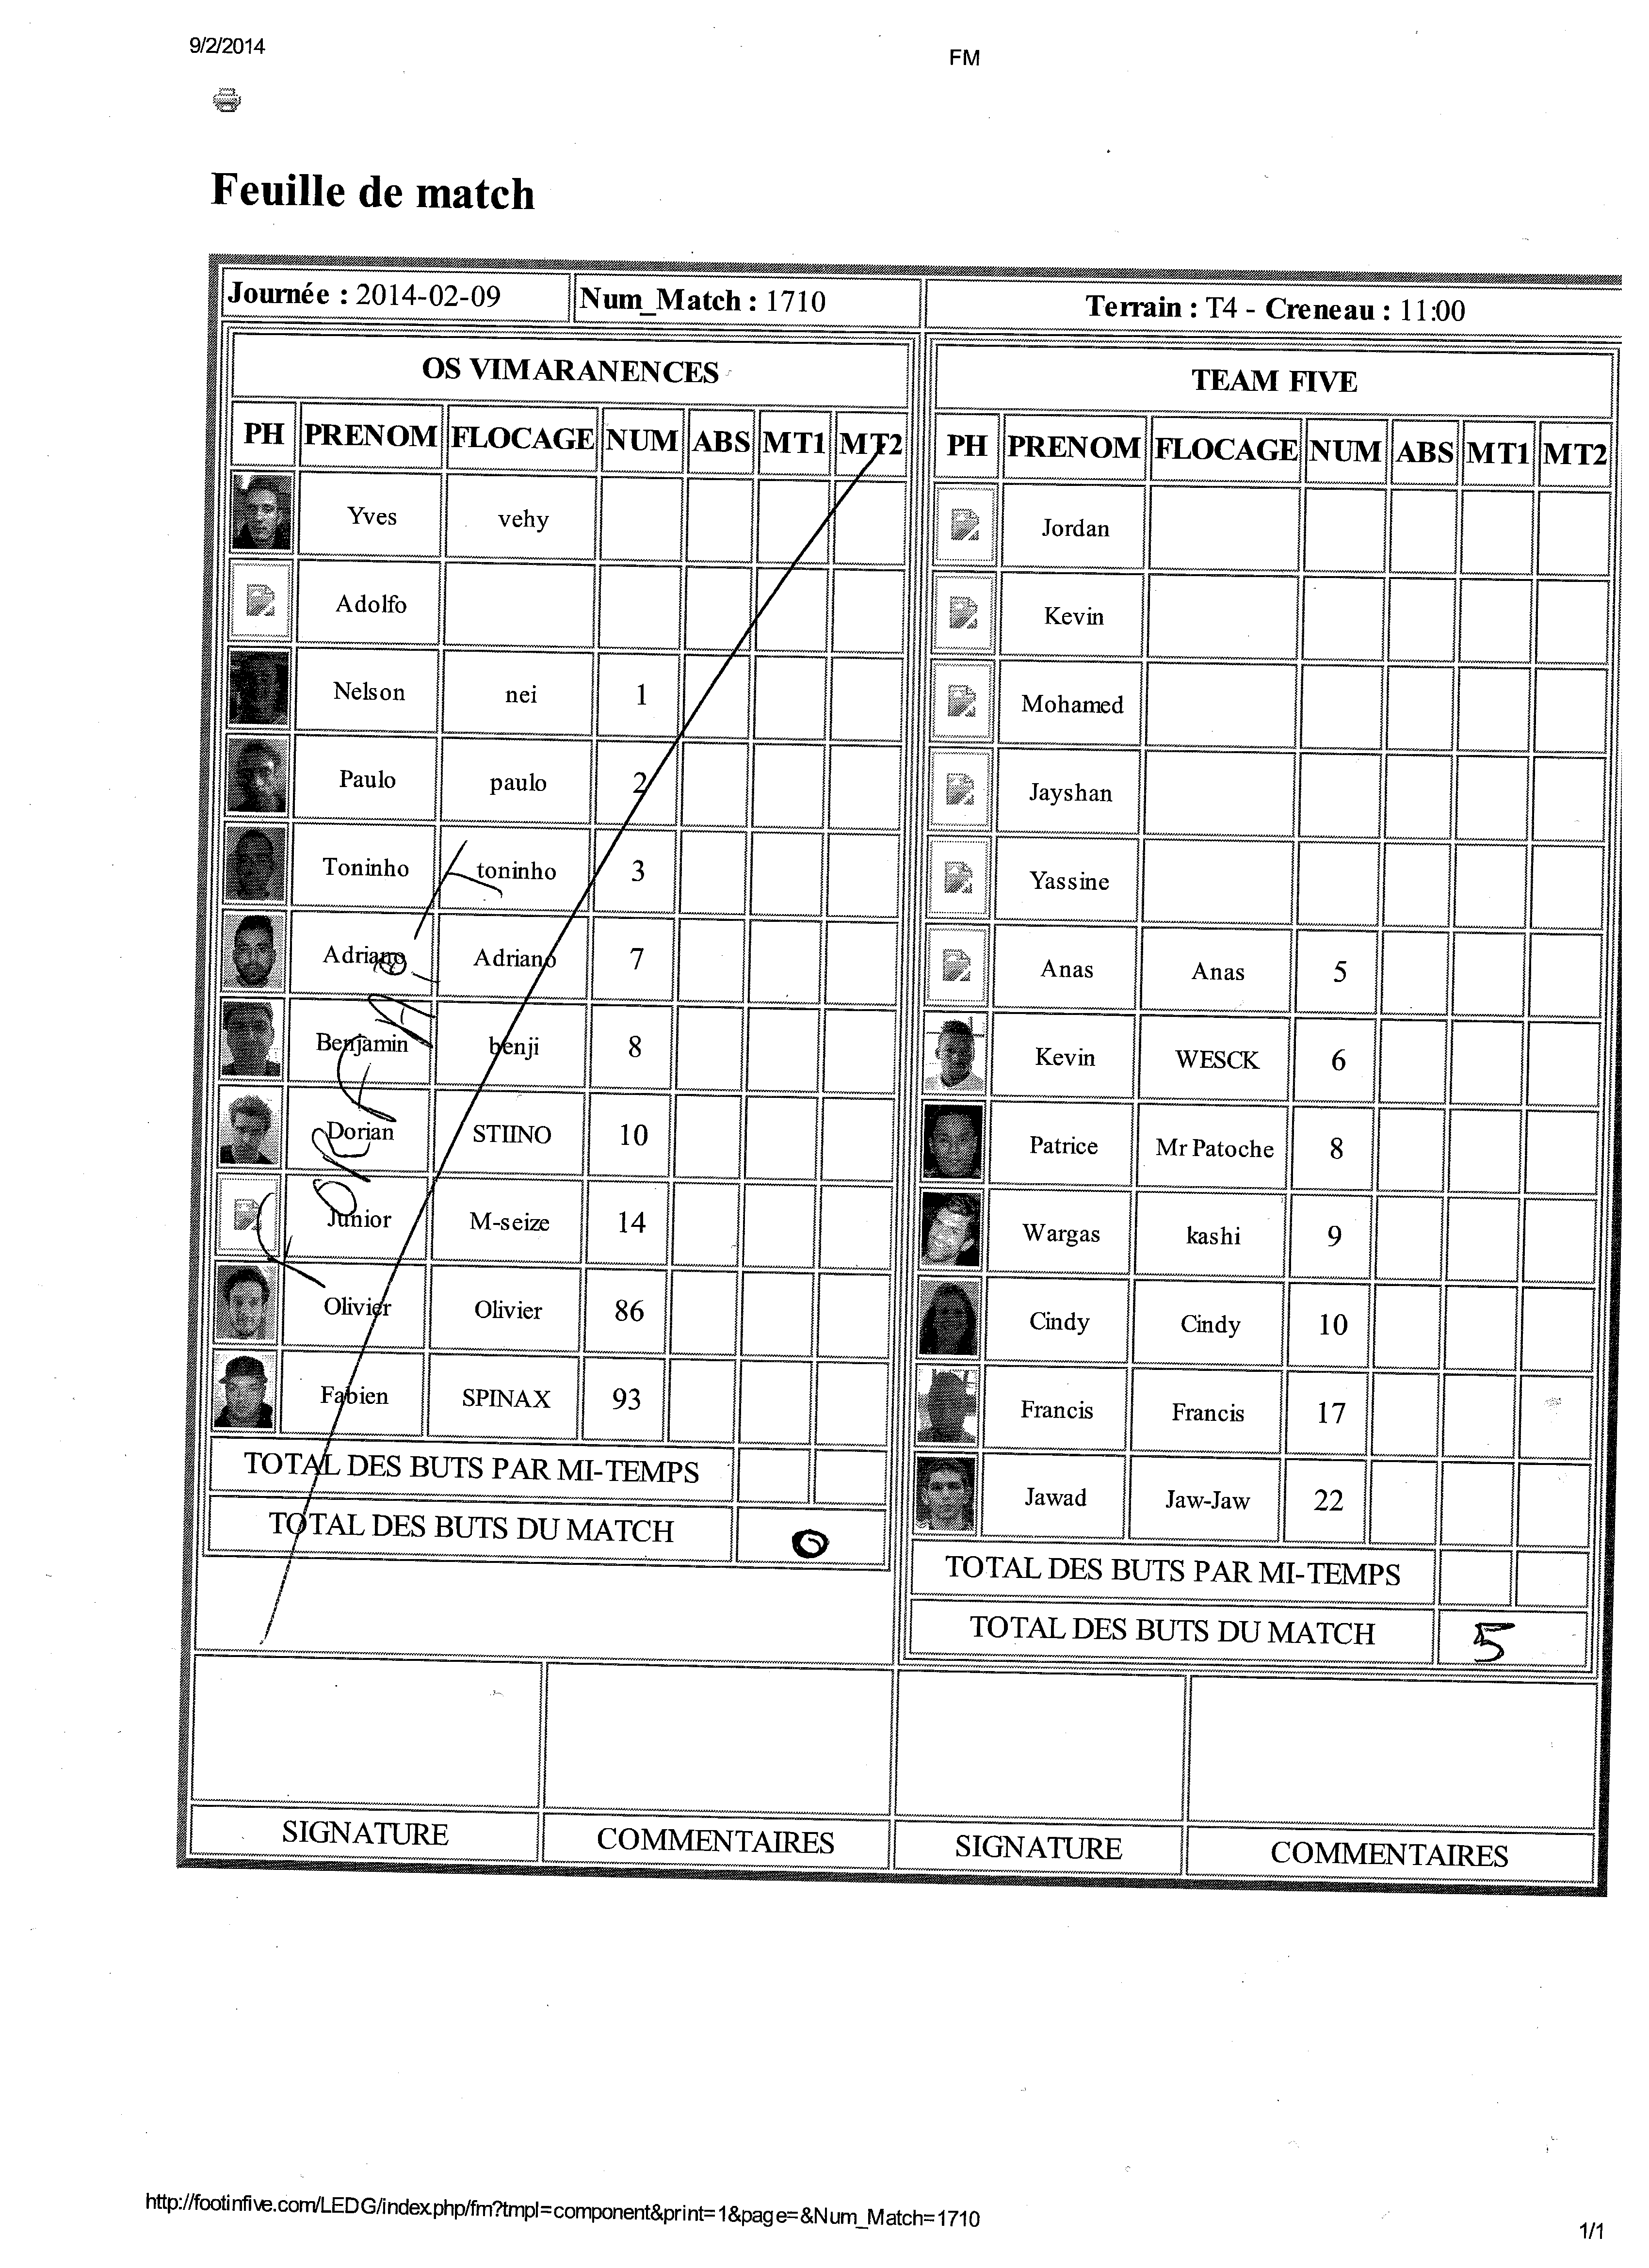 9/2/2014
FM
Feuille de match
Journée : 2014-02-09 Num_Match : 1710 Terrain : T4 - Creneau : 11:00
OS VIMARANENCES
PH PRENOM FLOCAGE NUM ABS MT1 MT2
Yves vehy
Adolfo
Nelson nei 1
Paulo paulo 2
Toninho toninho 3
Adriano Adriano 7
Benjamin benji 8
Dorian STIINO 10
Junior M-seize 14
Olivier Olivier 86
Fabien SPINAX 93
TOTAL DES BUTS PAR MI-TEMPS
TOTAL DES BUTS DU MATCH 0
TEAM FIVE
PH PRENOM FLOCAGE NUM ABS MT1 MT2
Jordan
Kevin
Mohamed
Jayshan
Yassine
Anas Anas 5
Kevin WESCK 6
Patrice Mr Patoche 8
Wargas kashi 9
Cindy Cindy 10
Francis Francis 17
Jawad Jaw-Jaw 22
TOTAL DES BUTS PAR MI-TEMPS
TOTAL DES BUTS DU MATCH 5
SIGNATURE COMMENTAIRES SIGNATURE COMMENTAIRES
http://footinfive.com/LEDG/index.php/fm?tmpl=component&print=1&page=&Num_Match=1710
1/1